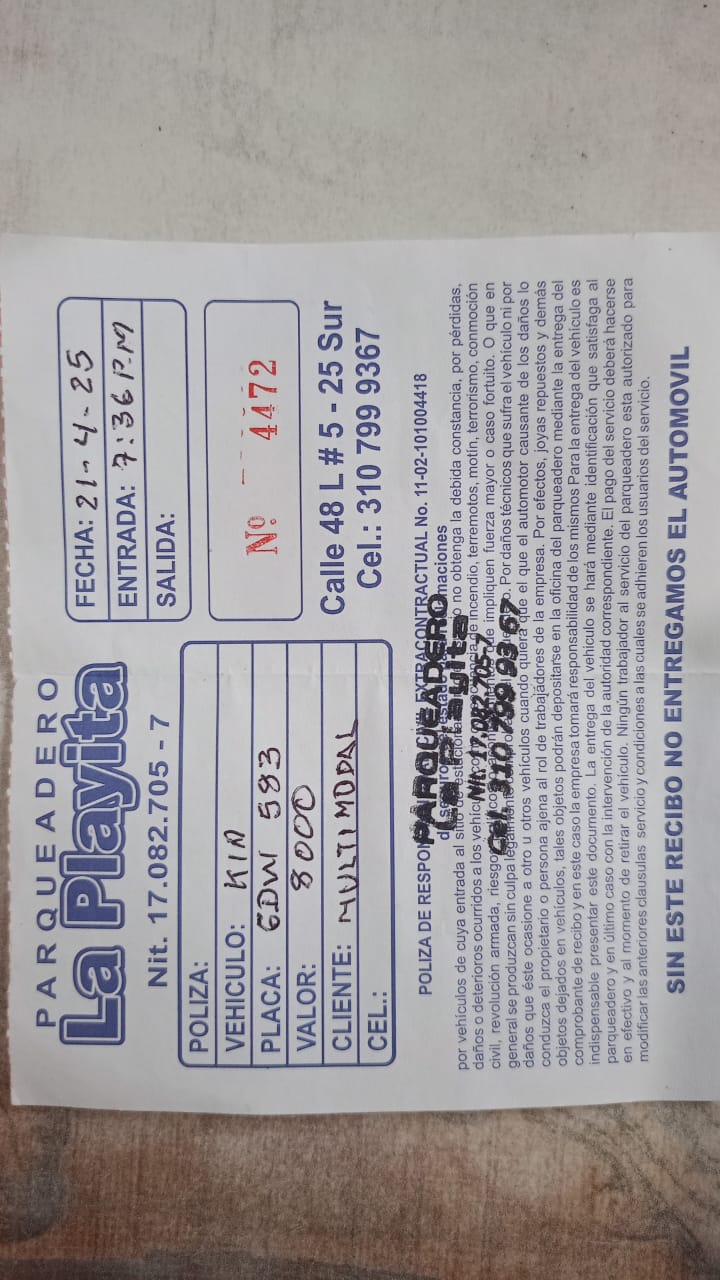 PARQUEADERO
La Playita
Nit. 17.082.705 - 7
FECHA: 21-4-25
ENTRADA: 7:36 P.M
SALIDA:
POLIZA:
VEHICULO: KIA
PLACA: GDW 593
VALOR: 8000
CLIENTE: MULTIMODAL
CEL.:
Nº 4472
Calle 48 L # 5 - 25 Sur
Cel.: 310 799 9367
POLIZA DE RESPON EXTRACONTRACTUAL No. 11-02-101004418
PARQUEADERO
La Playita
Nit. 17.082.705-7
Cel. 310 799 93 67
por vehículos de cuya entrada al no obtenga la debida constancia, por pérdidas,
daños o deterioros ocurridos a los incendio, terremotos, motín, terrorismo, conmoción
civil, revolución armada, impliquen fuerza mayor o caso fortuito. O que en
general se produzcan sin culpa Por daños técnicos que sufra el vehículo ni por
daños que éste ocasione a otro u otros vehículos cuando quiera que el que el automotor causante de los daños lo
conduzca el propietario o persona ajena al rol de trabajadores de la empresa. Por efectos, joyas repuestos y demás
objetos dejados en vehículos, tales objetos podrán depositarse en la oficina del parqueadero mediante la entrega del
comprobante de recibo y en este caso la empresa tomará responsabilidad de los mismos Para la entrega del vehículo es
indispensable presentar este documento. La entrega del vehículo se hará mediante identificación que satisfaga al
parqueadero y en último caso con la intervención de la autoridad correspondiente. El pago del servicio deberá hacerse
en efectivo y al momento de retirar el vehículo. Ningún trabajador al servicio del parqueadero esta autorizado para
modificar las anteriores clausulas servicio y condiciones a las cuales se adhieren los usuarios del servicio.
SIN ESTE RECIBO NO ENTREGAMOS EL AUTOMOVIL